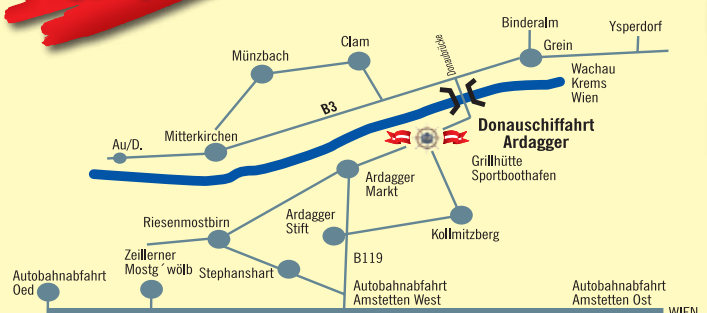 Binderalm
Ysperdorf
Grein
Clam
Münzbach
Donaubrücke
Wachau
Krems
Wien
B3
Mitterkirchen
Au/D.
Donauschiffahrt
Ardagger
Grillhütte
Sportboothafen
Ardagger
Markt
Ardagger
Stift
Riesenmostbirn
Kollmitzberg
Zeillerner
Mostg´wölb
Stephanshart
B119
Autobahnabfahrt
Oed
Autobahnabfahrt
Amstetten West
Autobahnabfahrt
Amstetten Ost
WIEN